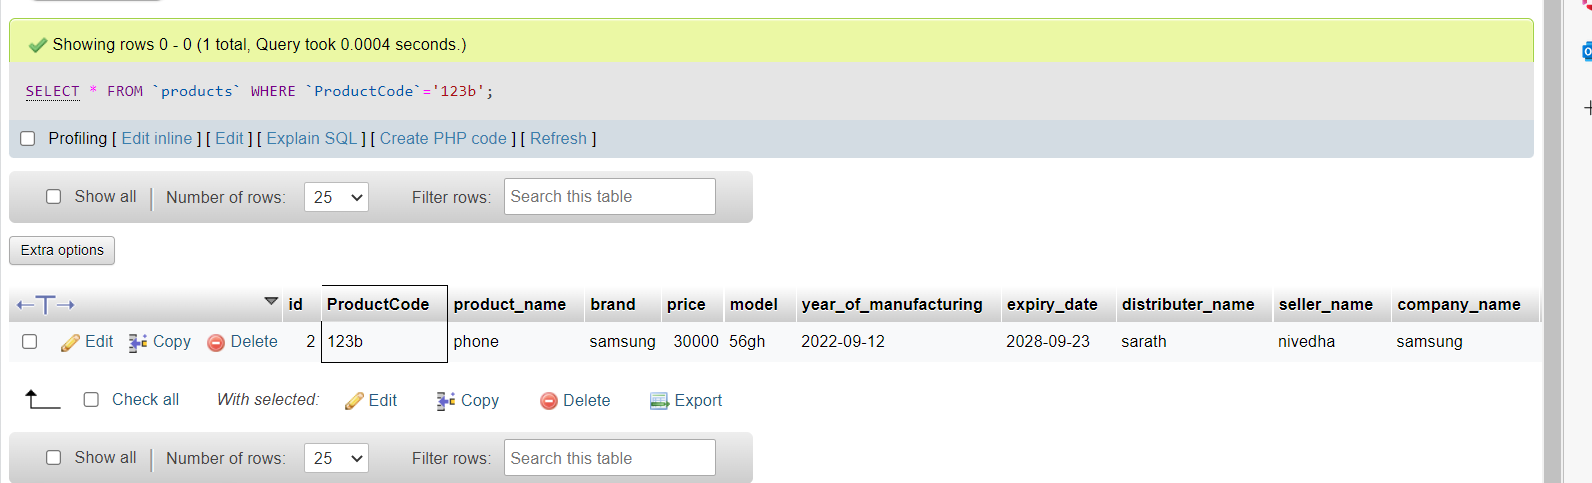 Showing rows 0 - 0 (1 total, Query took 0.0004 seconds.)
SELECT * FROM `products` WHERE `ProductCode`='123b';
Profiling [ Edit inline ] [ Edit ] [ Explain SQL ] [ Create PHP code ] [ Refresh ]
Show all Number of rows: 25 Filter rows: Search this table
Extra options
id ProductCode product_name brand price model year_of_manufacturing expiry_date distributer_name seller_name company_name
Edit Copy Delete 2 123b phone samsung 30000 56gh 2022-09-12 2028-09-23 sarath nivedha samsung
Check all With selected: Edit Copy Delete Export
Show all Number of rows: 25 Filter rows: Search this table